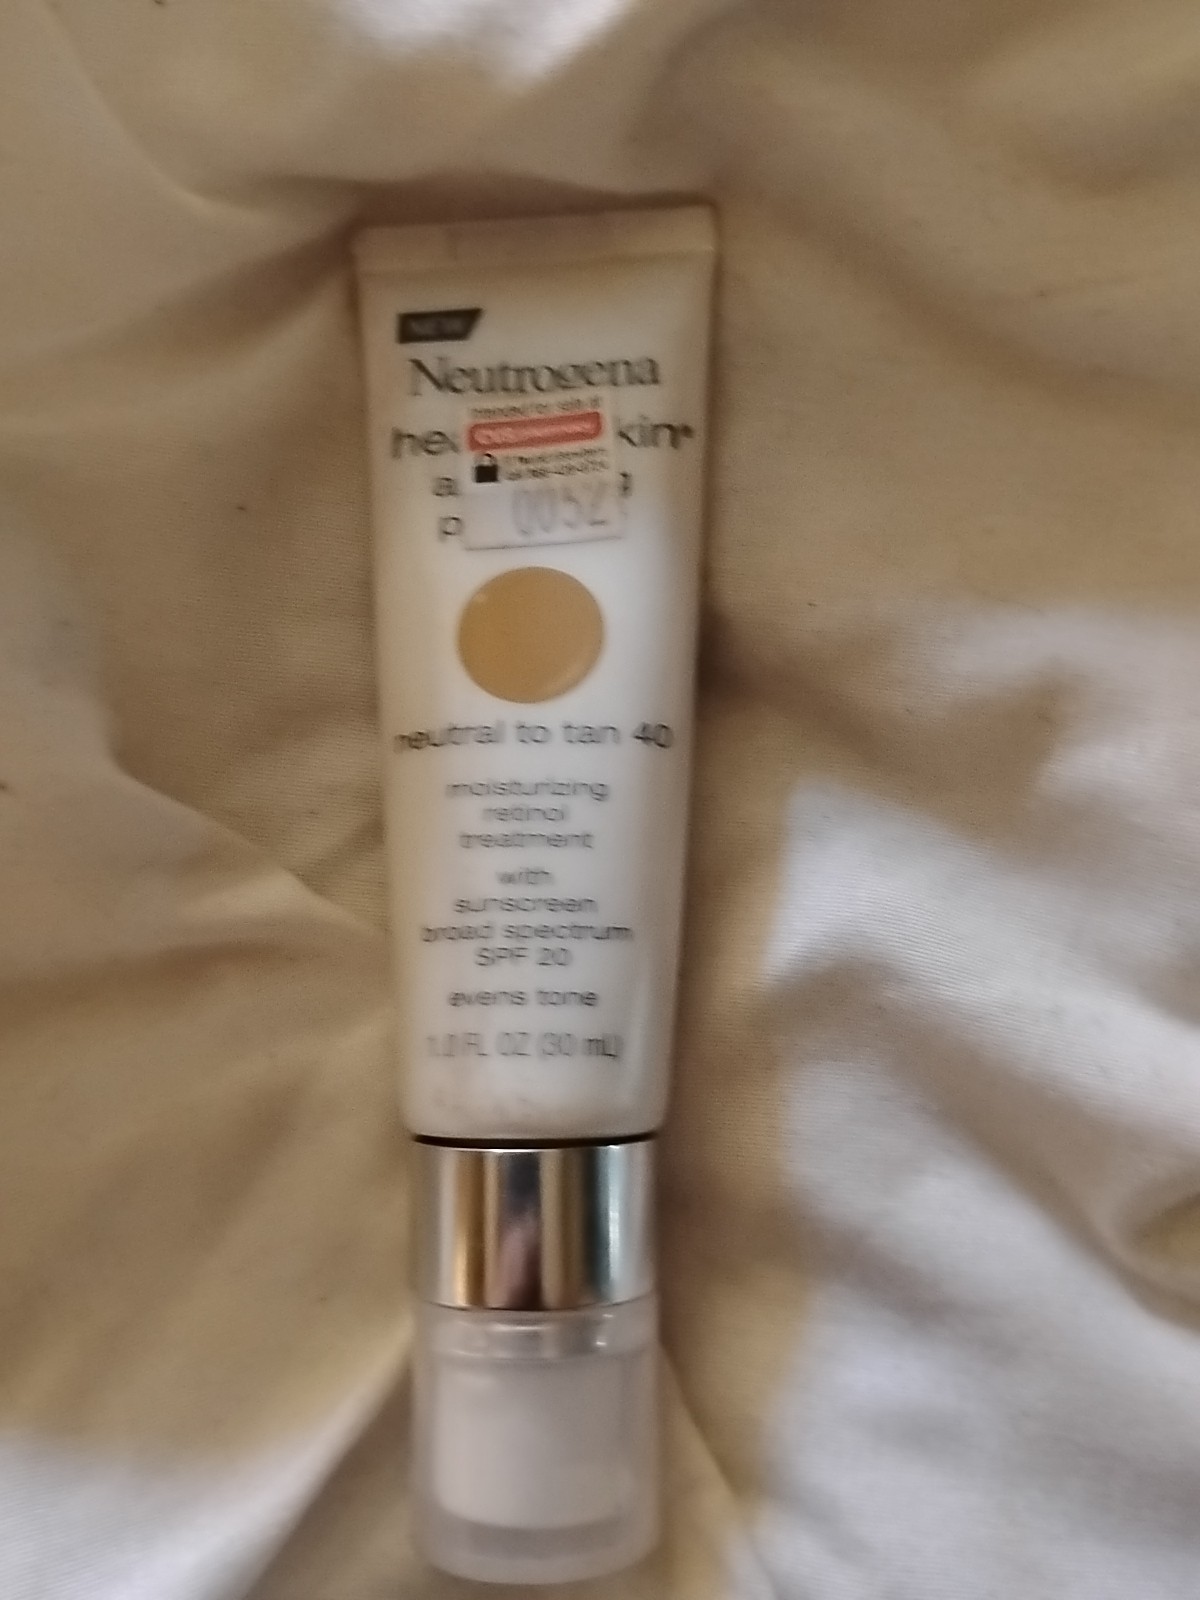 NEW
Neutrogena
neutral to tan 40
moisturizing
retinol
treatment
with
sunscreen
broad spectrum
SPF 20
evens tone
1.0 FL OZ (30 mL)
0052